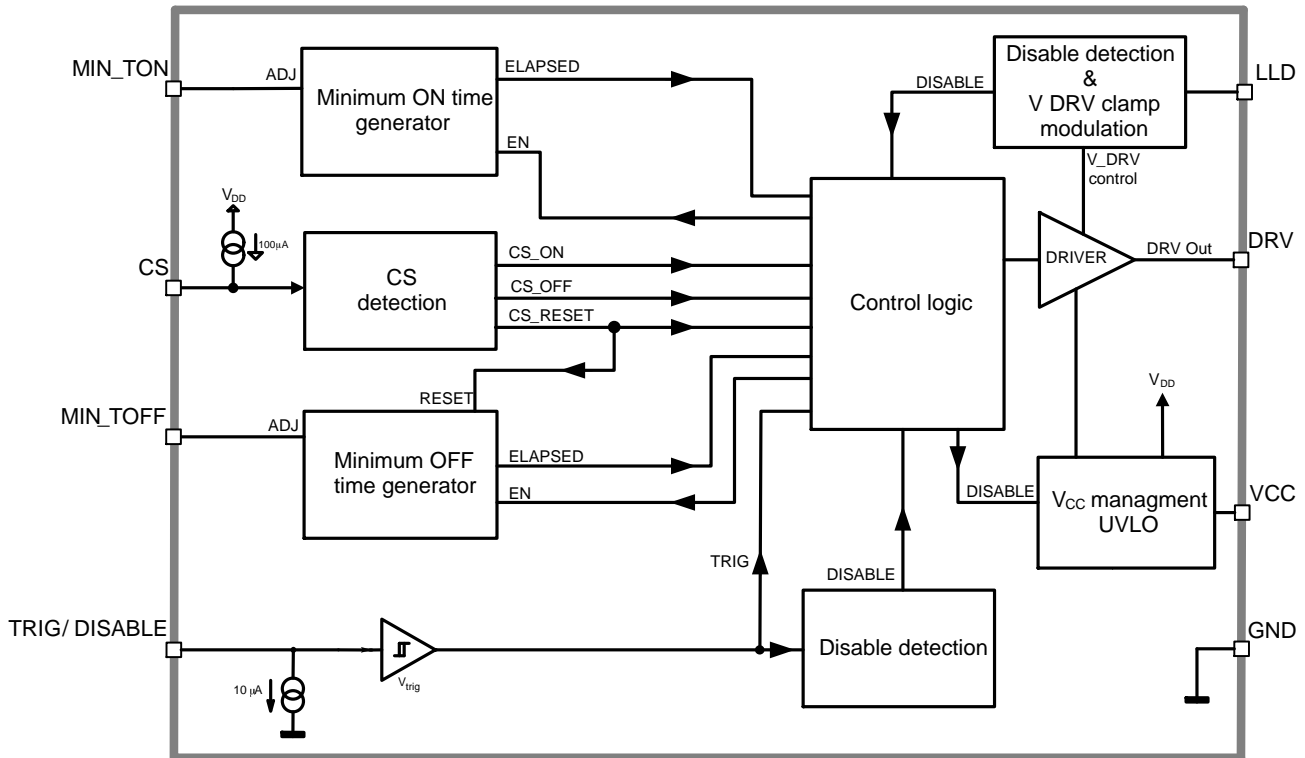 MIN_TON
ADJ
Minimum ON time
generator
ELAPSED
EN
DISABLE
Disable detection
&
V DRV clamp
modulation
LLD
V_DRV
control
VDD
100µA
CS
CS
detection
CS_ON
CS_OFF
CS_RESET
Control logic
DRIVER
DRV Out
DRV
RESET
MIN_TOFF
ADJ
Minimum OFF
time generator
ELAPSED
EN
VDD
DISABLE
VCC managment
UVLO
VCC
TRIG
DISABLE
TRIG/ DISABLE
10 µA
Vtrig
Disable detection
GND